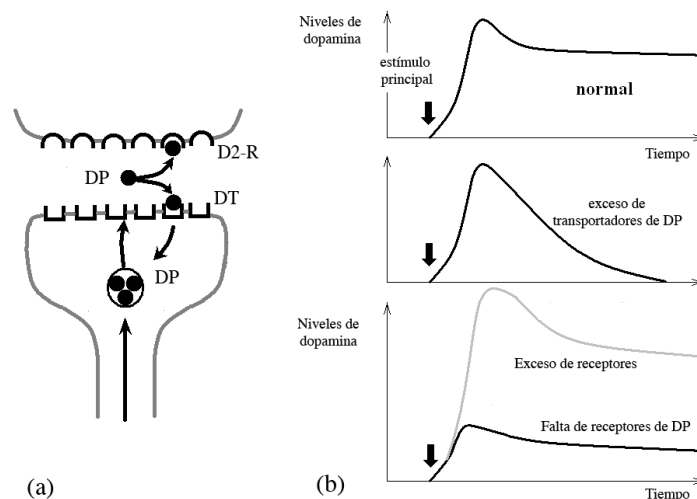 D2-R
DP
DT
DP
(a)
Niveles de
dopamina
estímulo
principal
normal
Tiempo
exceso de
transportadores de DP
Niveles de
dopamina
Exceso de receptores
Falta de receptores de DP
Tiempo
(b)